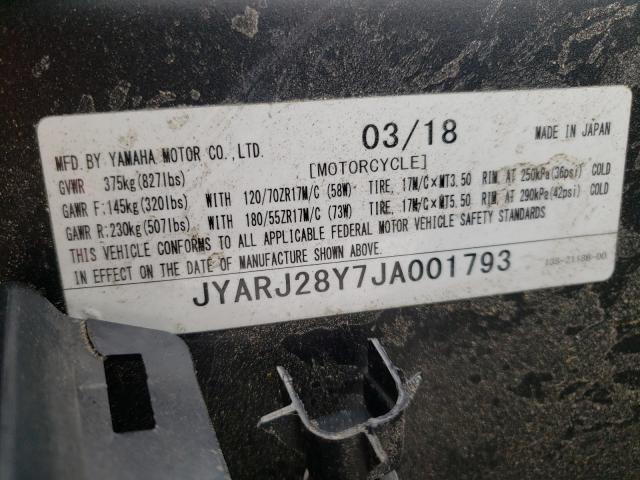 03/18
MADE IN JAPAN
MFD. BY YAMAHA MOTOR CO.,LTD.
[MOTORCYCLE]
GVWR 375kg(827lbs)
GAWR F:145kg(320lbs) WITH 120/70ZR17M/C (58W) TIRE, 17M/C×MT3.50 RIM, AT 250kPa(36psi) COLD
GAWR R:230kg(507lbs) WITH 180/55ZR17M/C (73W) TIRE, 17M/C×MT5.50 RIM, AT 290kPa(42psi) COLD
THIS VEHICLE CONFORMS TO ALL APPLICABLE FEDERAL MOTOR VEHICLE SAFETY STANDARDS
IN EFFECT ON THE DATE OF MANUFACTURE SHOWN ABOVE.
JYARJ28Y7JA001793